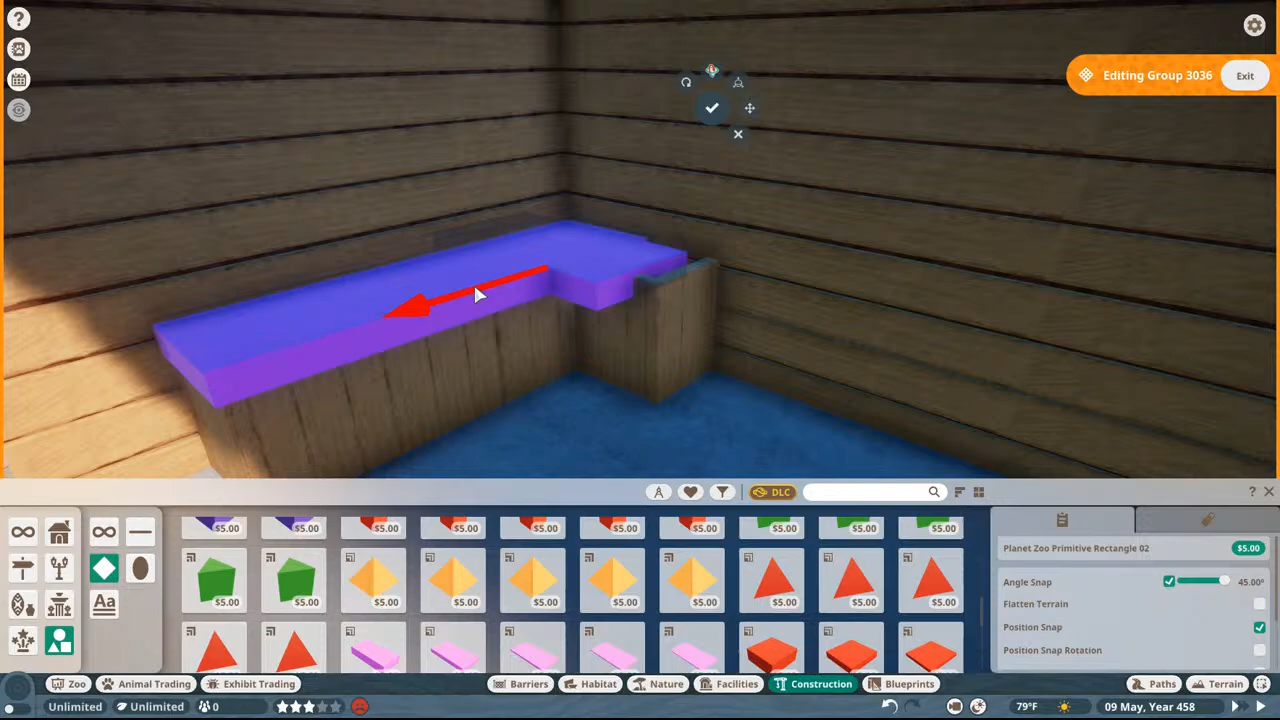 ?
Editing Group 3036 Exit
DLC
? ×
$5.00 $5.00 $5.00 $5.00 $5.00 $5.00 $5.00 $5.00 $5.00 $5.00
Planet Zoo Primitive Rectangle 02 $5.00
Angle Snap 45.00°
$5.00 $5.00 $5.00 $5.00 $5.00 $5.00 $5.00 $5.00 $5.00 $5.00
Aa
Flatten Terrain
Position Snap
Position Snap Rotation
Zoo Animal Trading Exhibit Trading Barriers Habitat Nature Facilities Construction Blueprints Paths Terrain
Unlimited Unlimited 0 79°F 09 May, Year 458